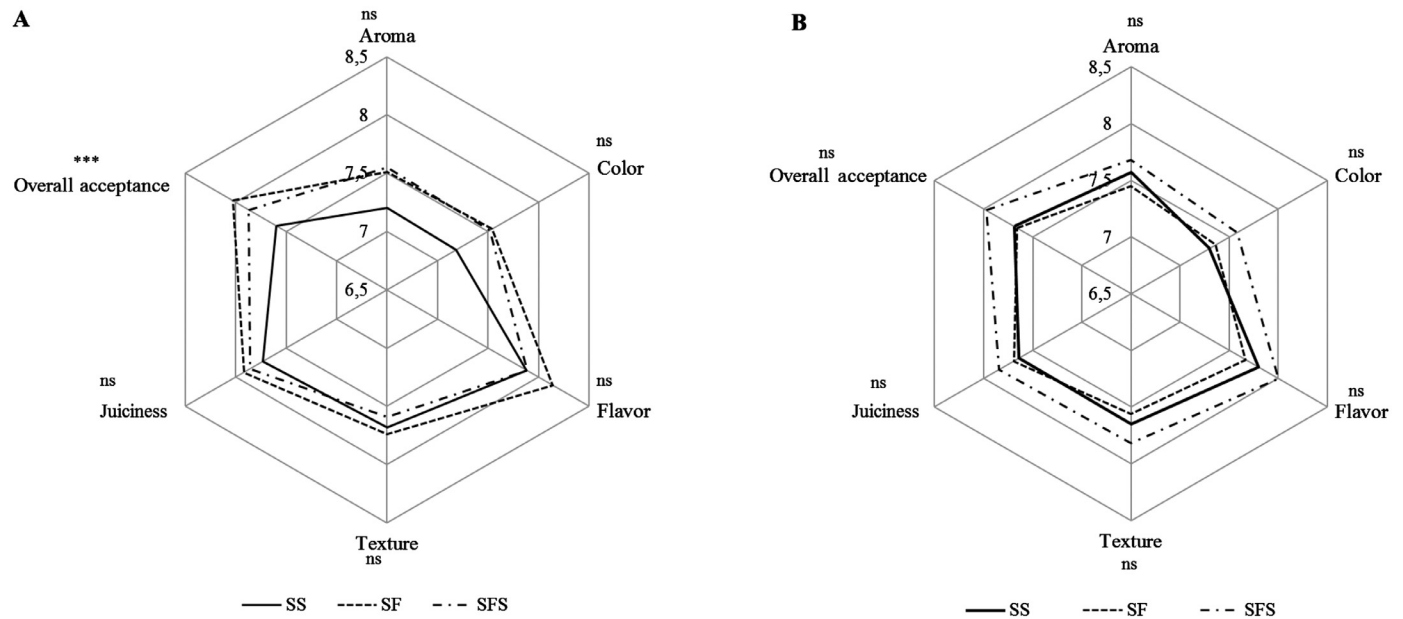 A
ns
Aroma
8,5
8
7,5
7
6,5
ns
Color
ns
Flavor
Texture
ns
ns
Juiciness
***
Overall acceptance
SS SF SFS
B
ns
Aroma
8,5
8
7,5
7
6,5
ns
Color
ns
Flavor
Texture
ns
ns
Juiciness
ns
Overall acceptance
SS SF SFS